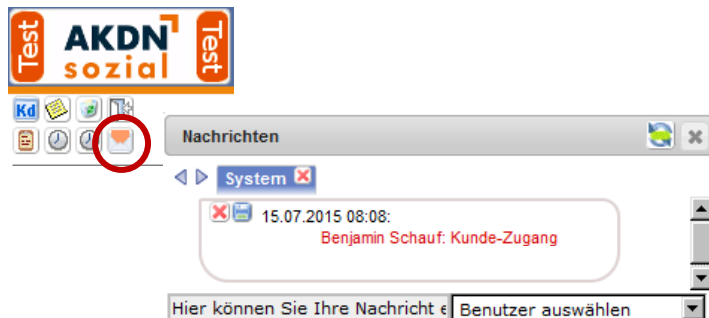 Test AKDN Test
sozial
Kd
Nachrichten
System
15.07.2015 08:08:
Benjamin Schauf: Kunde-Zugang
Hier können Sie Ihre Nachricht e Benutzer auswählen